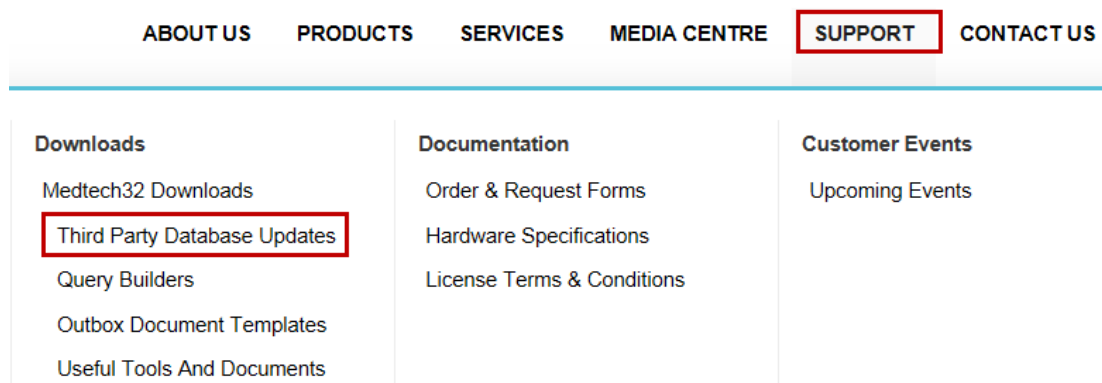 ABOUT US PRODUCTS SERVICES MEDIA CENTRE SUPPORT CONTACT US
Downloads
Medtech32 Downloads
Third Party Database Updates
Query Builders
Outbox Document Templates
Useful Tools And Documents
Documentation
Order & Request Forms
Hardware Specifications
License Terms & Conditions
Customer Events
Upcoming Events